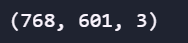 (768, 601, 3)